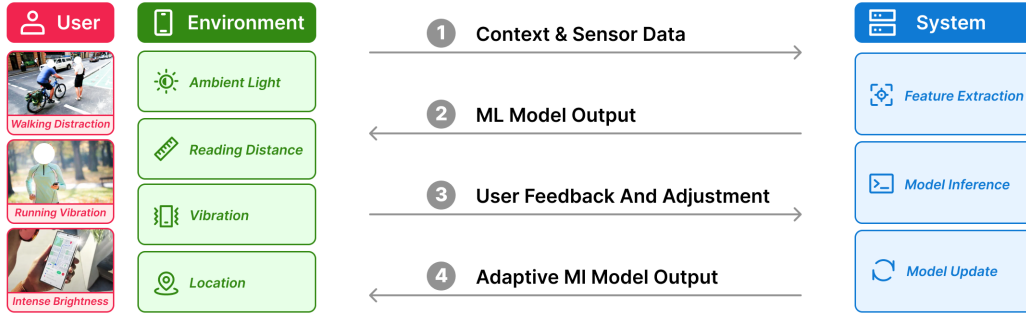 User
Walking Distraction
Running Vibration
Intense Brightness
Environment
Ambient Light
Reading Distance
Vibration
Location
1 Context & Sensor Data
2 ML Model Output
3 User Feedback And Adjustment
4 Adaptive Ml Model Output
System
Feature Extraction
Model Inference
Model Update